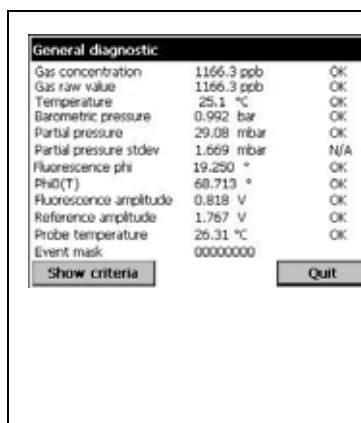 General diagnostic
Gas concentration 1166.3 ppb OK
Gas raw value 1166.3 ppb OK
Temperature 25.1 °C OK
Barometric pressure 0.992 bar OK
Partial pressure 29.08 mbar OK
Partial pressure stdev 1.669 mbar N/A
Fluorescence phi 19.250 ° OK
Phi0(T) 68.713 ° OK
Fluorescence amplitude 0.818 V OK
Reference amplitude 1.767 V OK
Probe temperature 26.31 °C OK
Event mask 00000000
Show criteria Quit